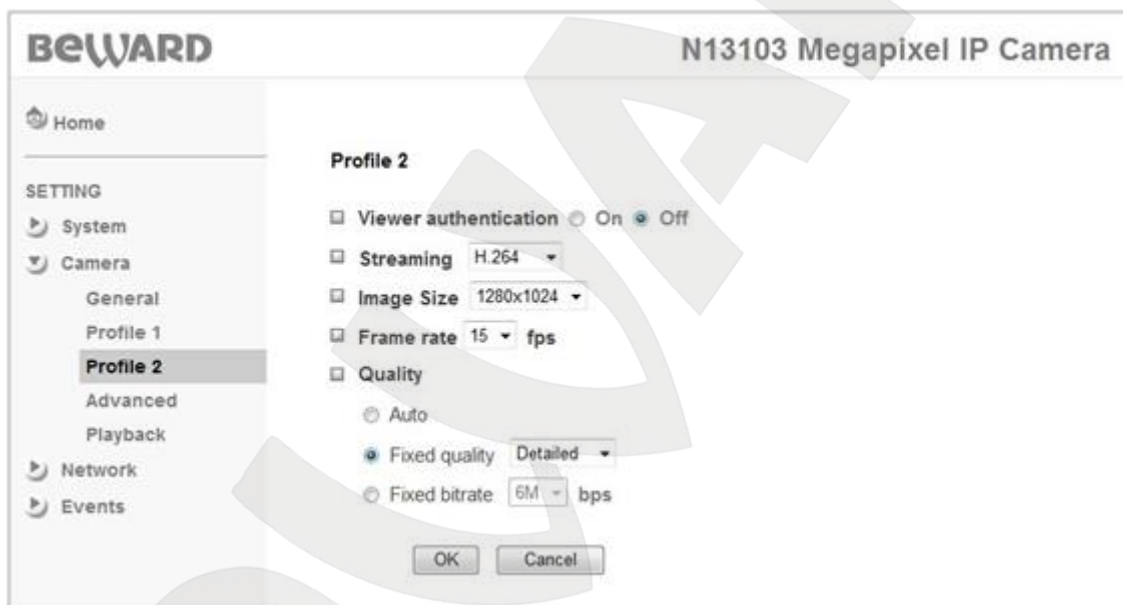 BEWARD
N13103 Megapixel IP Camera
Home
SETTING
System
Camera
General
Profile 1
Profile 2
Advanced
Playback
Network
Events
Profile 2
Viewer authentication On Off
Streaming H.264
Image Size 1280x1024
Frame rate 15 fps
Quality
Auto
Fixed quality Detailed
Fixed bitrate 6M bps
OK Cancel